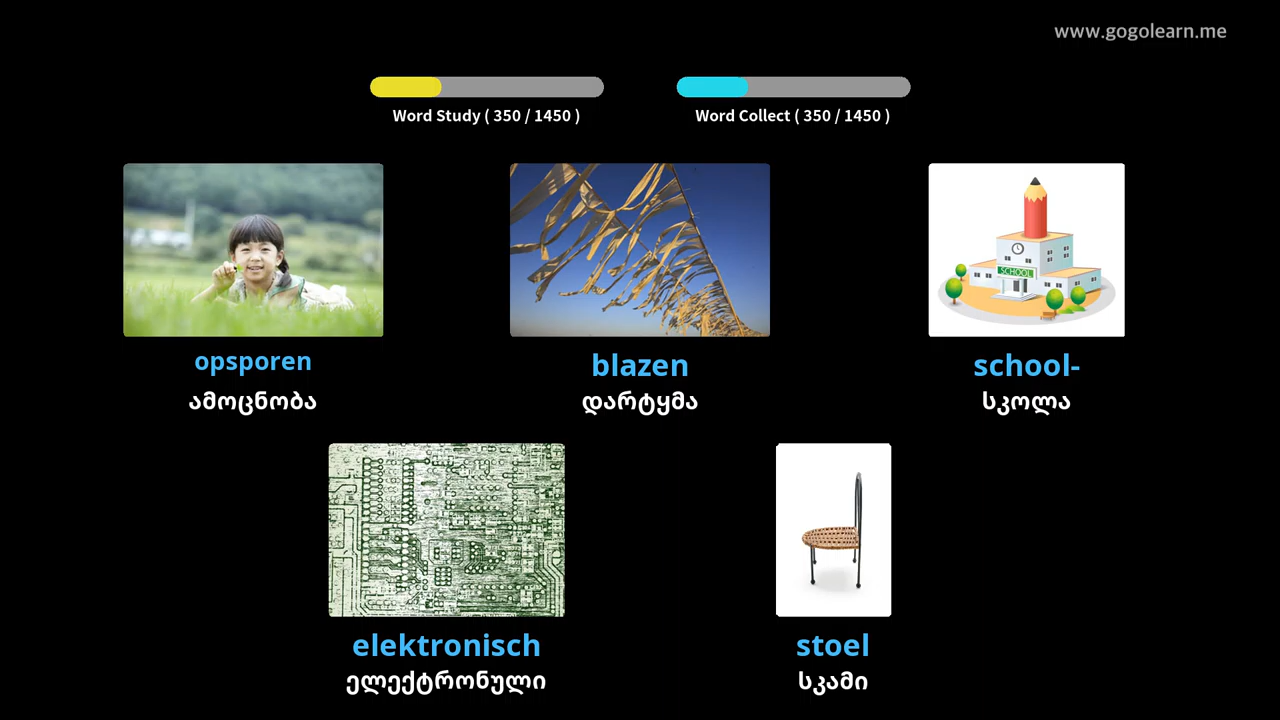 www.gogolearn.me
Word Study ( 350 / 1450 )
Word Collect ( 350 / 1450 )
SCHOOL
opsporen
blazen
school-
ამოცნობა
დარტყმა
სკოლა
elektronisch
stoel
ელექტრონული
სკამი